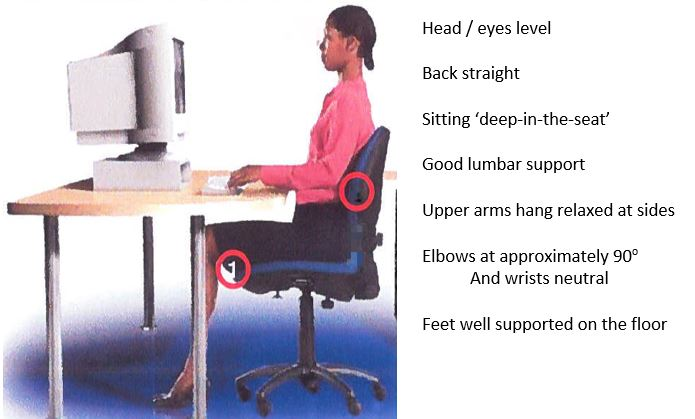 Head / eyes level
Back straight
Sitting ‘deep-in-the-seat’
Good lumbar support
Upper arms hang relaxed at sides
Elbows at approximately 90°
And wrists neutral
Feet well supported on the floor
1